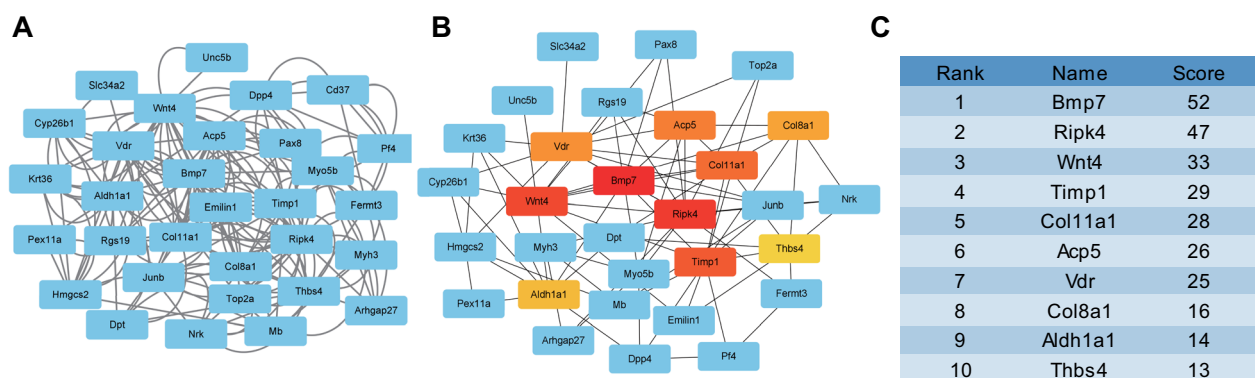 A
Unc5b
Slc34a2
Wnt4
Dpp4
Cd37
Cyp26b1
Acp5
Pax8
Pf4
Vdr
Myo5b
Krt36
Bmp7
Aldh1a1
Emilin1
Timp1
Fermt3
Pex11a
Rgs19
Col11a1
Ripk4
Myh3
Junb
Col8a1
Hmgcs2
Top2a
Thbs4
Arhgap27
Dpt
Nrk
Mb
B
Slc34a2
Pax8
Top2a
Unc5b
Rgs19
Krt36
Vdr
Acp5
Col8a1
Col11a1
Cyp26b1
Bmp7
Wnt4
Ripk4
Junb
Nrk
Hmgcs2
Myh3
Dpt
Thbs4
Myo5b
Timp1
Pex11a
Aldh1a1
Mb
Fermt3
Emilin1
Arhgap27
Dpp4
Pf4
C
Rank Name Score
1 Bmp7 52
2 Ripk4 47
3 Wnt4 33
4 Timp1 29
5 Col11a1 28
6 Acp5 26
7 Vdr 25
8 Col8a1 16
9 Aldh1a1 14
10 Thbs4 13